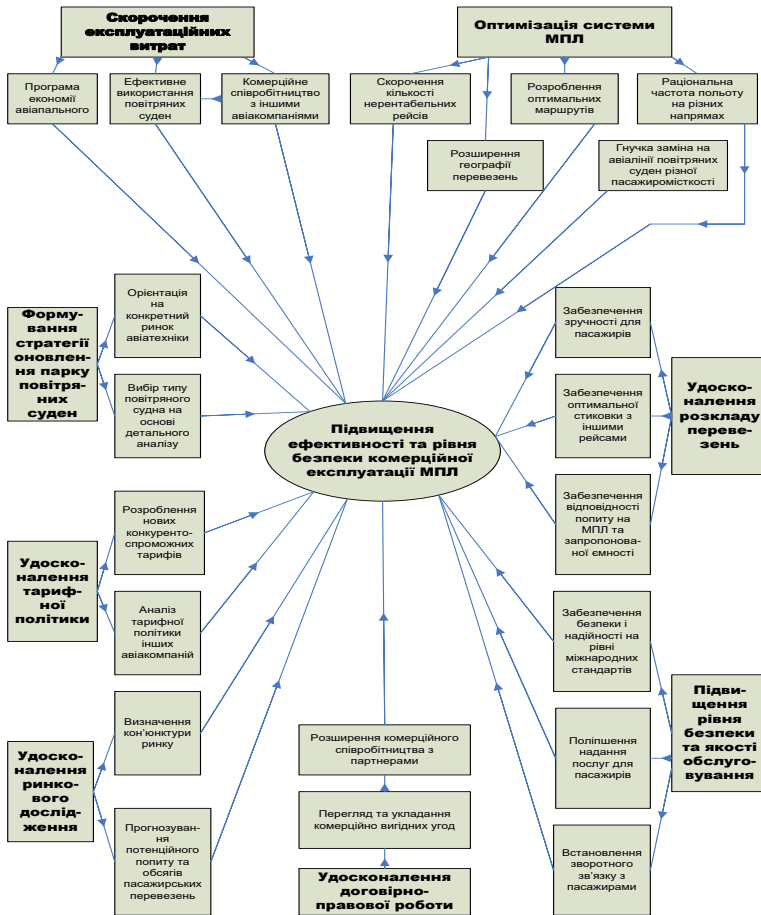 Скорочення
експлуатаційних
витрат
Оптимізація системи
МПЛ
Програма
економії
авіапального
Ефективне
використання
повітряних
суден
Комерційне
співробітництво
з іншими
авіакомпаніями
Скорочення
кількості
нерентабельних
рейсів
Розроблення
оптимальних
маршрутів
Раціональна
частота польоту
на різних
напрямах
Розширення
географії
перевезень
Гнучка заміна на
авіалінії повітряних
суден різної
пасажиромісткості
Форму-
вання
стратегії
оновлен-
ня парку
повітря-
них
суден
Орієнтація
на
конкретний
ринок
авіатехніки
Вибір типу
повітряного
судна на
основі
детального
аналізу
Підвищення
ефективності та рівня
безпеки комерційної
експлуатації МПЛ
Забезпечення
зручності для
пасажирів
Забезпечення
оптимальної
стиковки з
іншими
рейсами
Забезпечення
відповідності
попиту на
МПЛ та
запропонова-
ної ємності
Удоско-
налення
розкладу
переве-
зень
Удоско-
налення
тариф-
ної
політики
Розроблення
нових
конкуренто-
спроможних
тарифів
Аналіз
тарифної
політики
інших
авіакомпаній
Забезпечення
безпеки і
надійності на
рівні
міжнародних
стандартів
Поліпшення
надання
послуг для
пасажирів
Встановлення
зворотного
зв’язку з
пасажирами
Підви-
щення
рівня
безпеки
та якості
обслуго-
вування
Удоско-
налення
ринко-
вого
дослід-
ження
Визначення
кон’юнктури
ринку
Прогнозуван-
ня
потенційного
попиту та
обсягів
пасажирських
перевезень
Розширення комерційного
співробітництва з
партнерами
Перегляд та укладання
комерційно вигідних угод
Удосконалення
договірно-
правової роботи